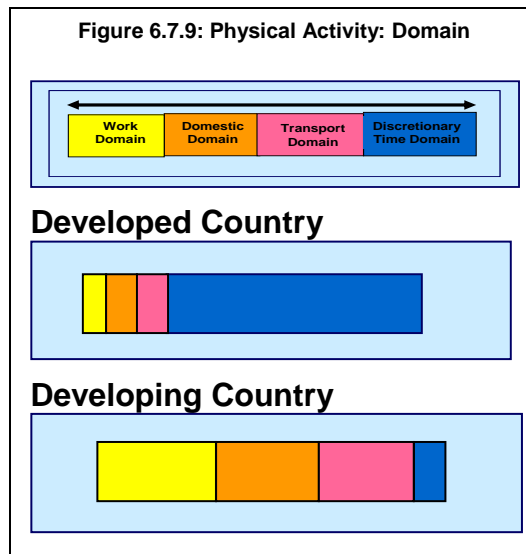 Figure 6.7.9: Physical Activity: Domain
Work Domestic Transport Discretionary
Domain Domain Domain Time Domain
Developed Country
Developing Country